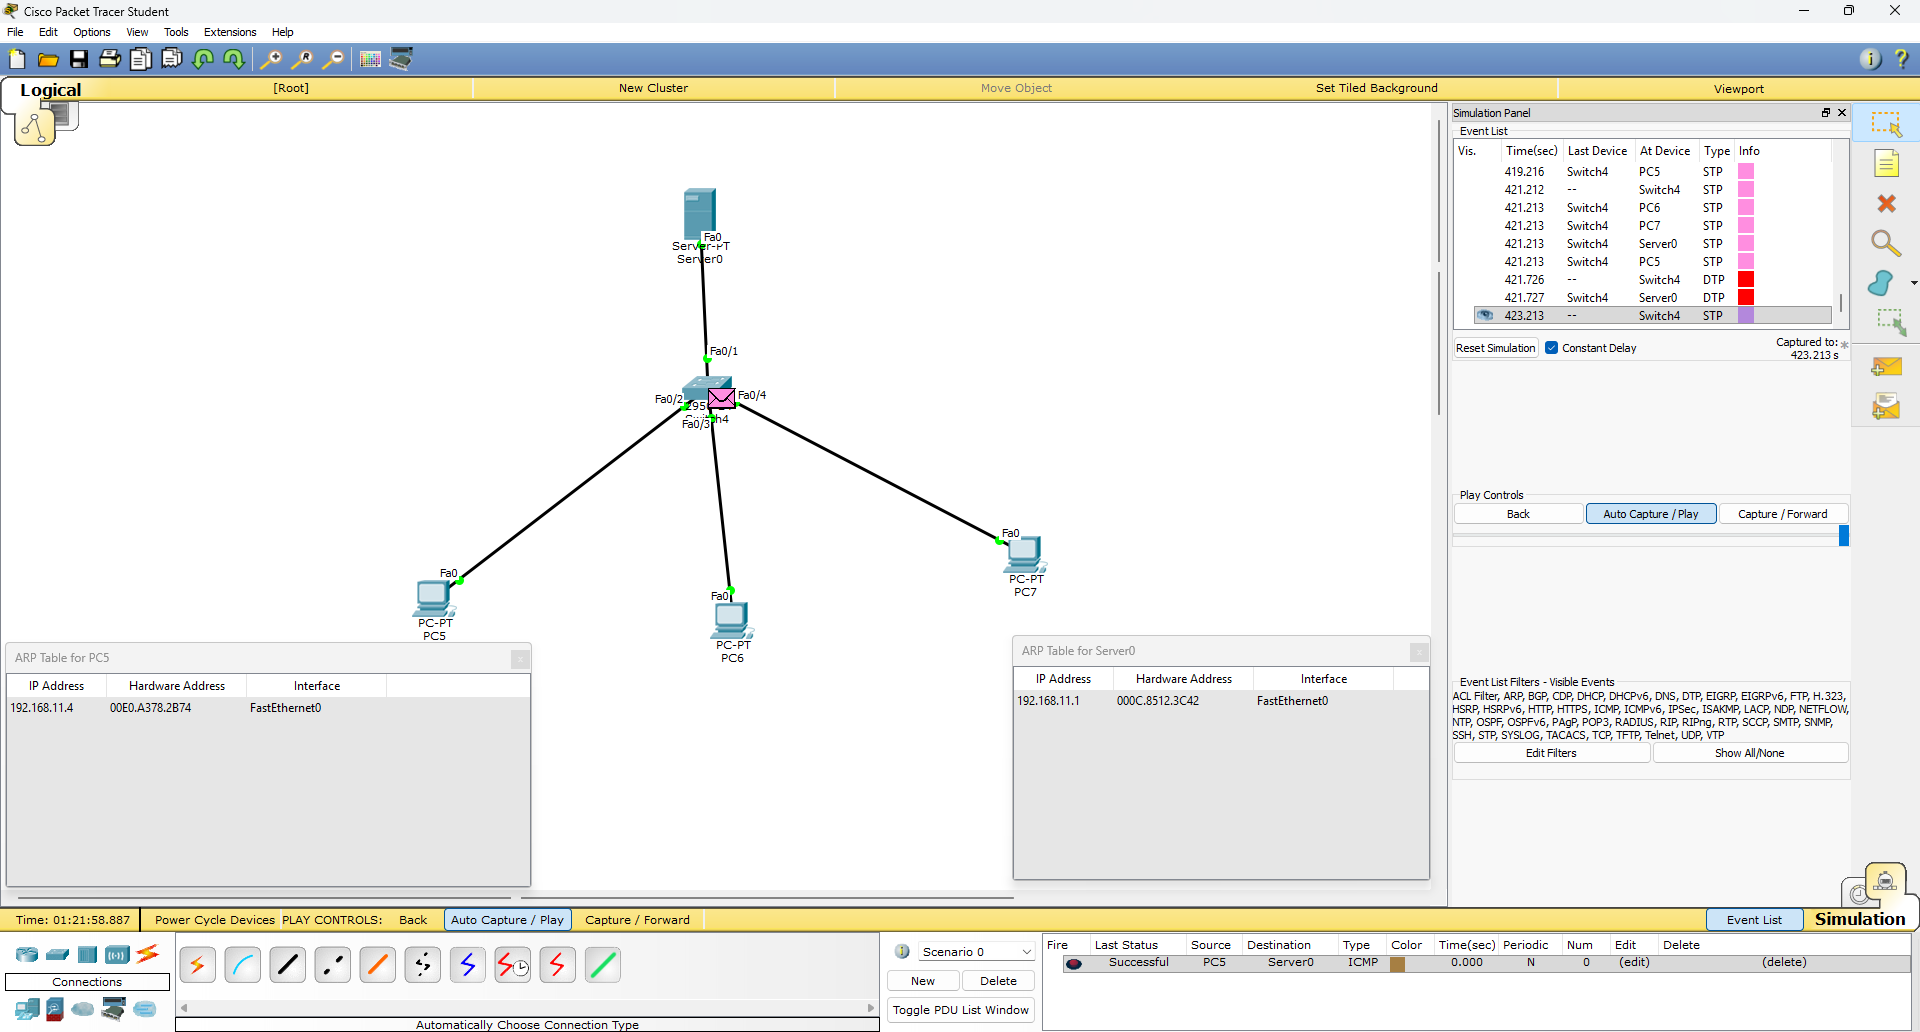 Cisco Packet Tracer Student
File Edit Options View Tools Extensions Help
Logical [Root] New Cluster Move Object Set Tiled Background Viewport
Fa0
Server-PT
Server0
Fa0/1
Fa0/2 Fa0/4
Fa0/3
Fa0
PC-PT
PC5
Fa0
PC-PT
PC6
Fa0
PC-PT
PC7
ARP Table for PC5
IP Address Hardware Address Interface
192.168.11.4 00E0.A378.2B74 FastEthernet0
ARP Table for Server0
IP Address Hardware Address Interface
192.168.11.1 000C.8512.3C42 FastEthernet0
Simulation Panel
Event List
Vis. Time(sec) Last Device At Device Type Info
419.216 Switch4 PC5 STP
421.212 -- Switch4 STP
421.213 Switch4 PC6 STP
421.213 Switch4 PC7 STP
421.213 Switch4 Server0 STP
421.213 Switch4 PC5 STP
421.726 -- Switch4 DTP
421.727 Switch4 Server0 DTP
423.213 -- Switch4 STP
Reset Simulation Constant Delay Captured to: *
423.213 s
Play Controls
Back Auto Capture / Play Capture / Forward
Event List Filters - Visible Events
ACL Filter, ARP, BGP, CDP, DHCP, DHCPv6, DNS, DTP, EIGRP, EIGRPv6, FTP, H.323,
HSRP, HSRPv6, HTTP, HTTPS, ICMP, ICMPv6, IPSec, ISAKMP, LACP, NDP, NETFLOW,
NTP, OSPF, OSPFv6, PAgP, POP3, RADIUS, RIP, RIPng, RTP, SCCP, SMTP, SNMP,
SSH, STP, SYSLOG, TACACS, TCP, TFTP, Telnet, UDP, VTP
Edit Filters Show All/None
Time: 01:21:58.887 Power Cycle Devices PLAY CONTROLS: Back Auto Capture / Play Capture / Forward Event List Simulation
Connections
Automatically Choose Connection Type
Scenario 0
New Delete
Toggle PDU List Window
Fire Last Status Source Destination Type Color Time(sec) Periodic Num Edit Delete
Successful PC5 Server0 ICMP 0.000 N 0 (edit) (delete)